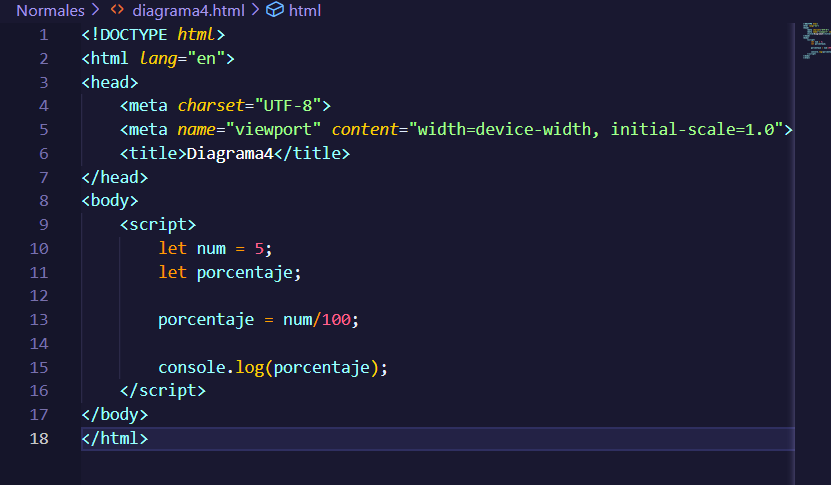 Normales > <> diagrama4.html > html
1 <!DOCTYPE html>
2 <html lang="en">
3 <head>
4     <meta charset="UTF-8">
5     <meta name="viewport" content="width=device-width, initial-scale=1.0">
6     <title>Diagrama4</title>
7 </head>
8 <body>
9     <script>
10         let num = 5;
11         let porcentaje;
12
13         porcentaje = num/100;
14
15         console.log(porcentaje);
16     </script>
17 </body>
18 </html>